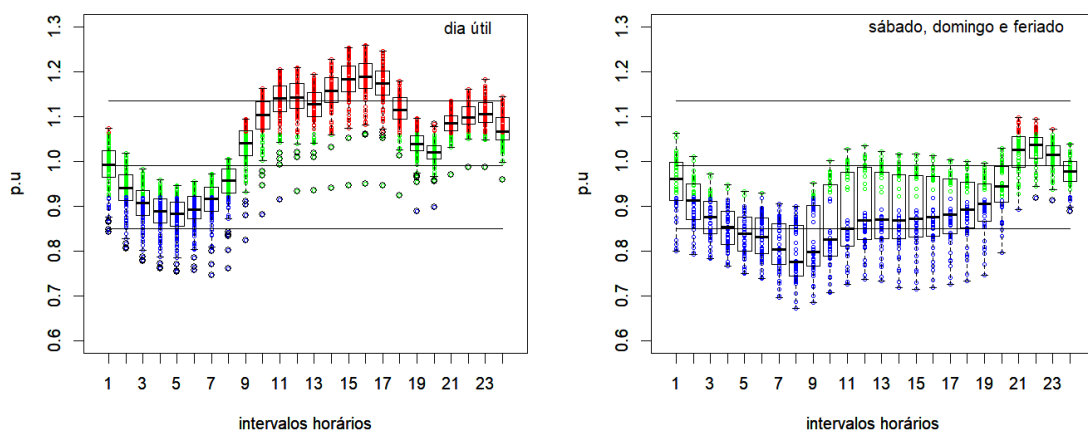 dia útil
p.u
1.3
1.2
1.1
1.0
0.9
0.8
0.7
0.6
1 3 5 7 9 11 13 15 17 19 21 23
intervalos horários
sábado, domingo e feriado
p.u
1.3
1.2
1.1
1.0
0.9
0.8
0.7
0.6
1 3 5 7 9 11 13 15 17 19 21 23
intervalos horários